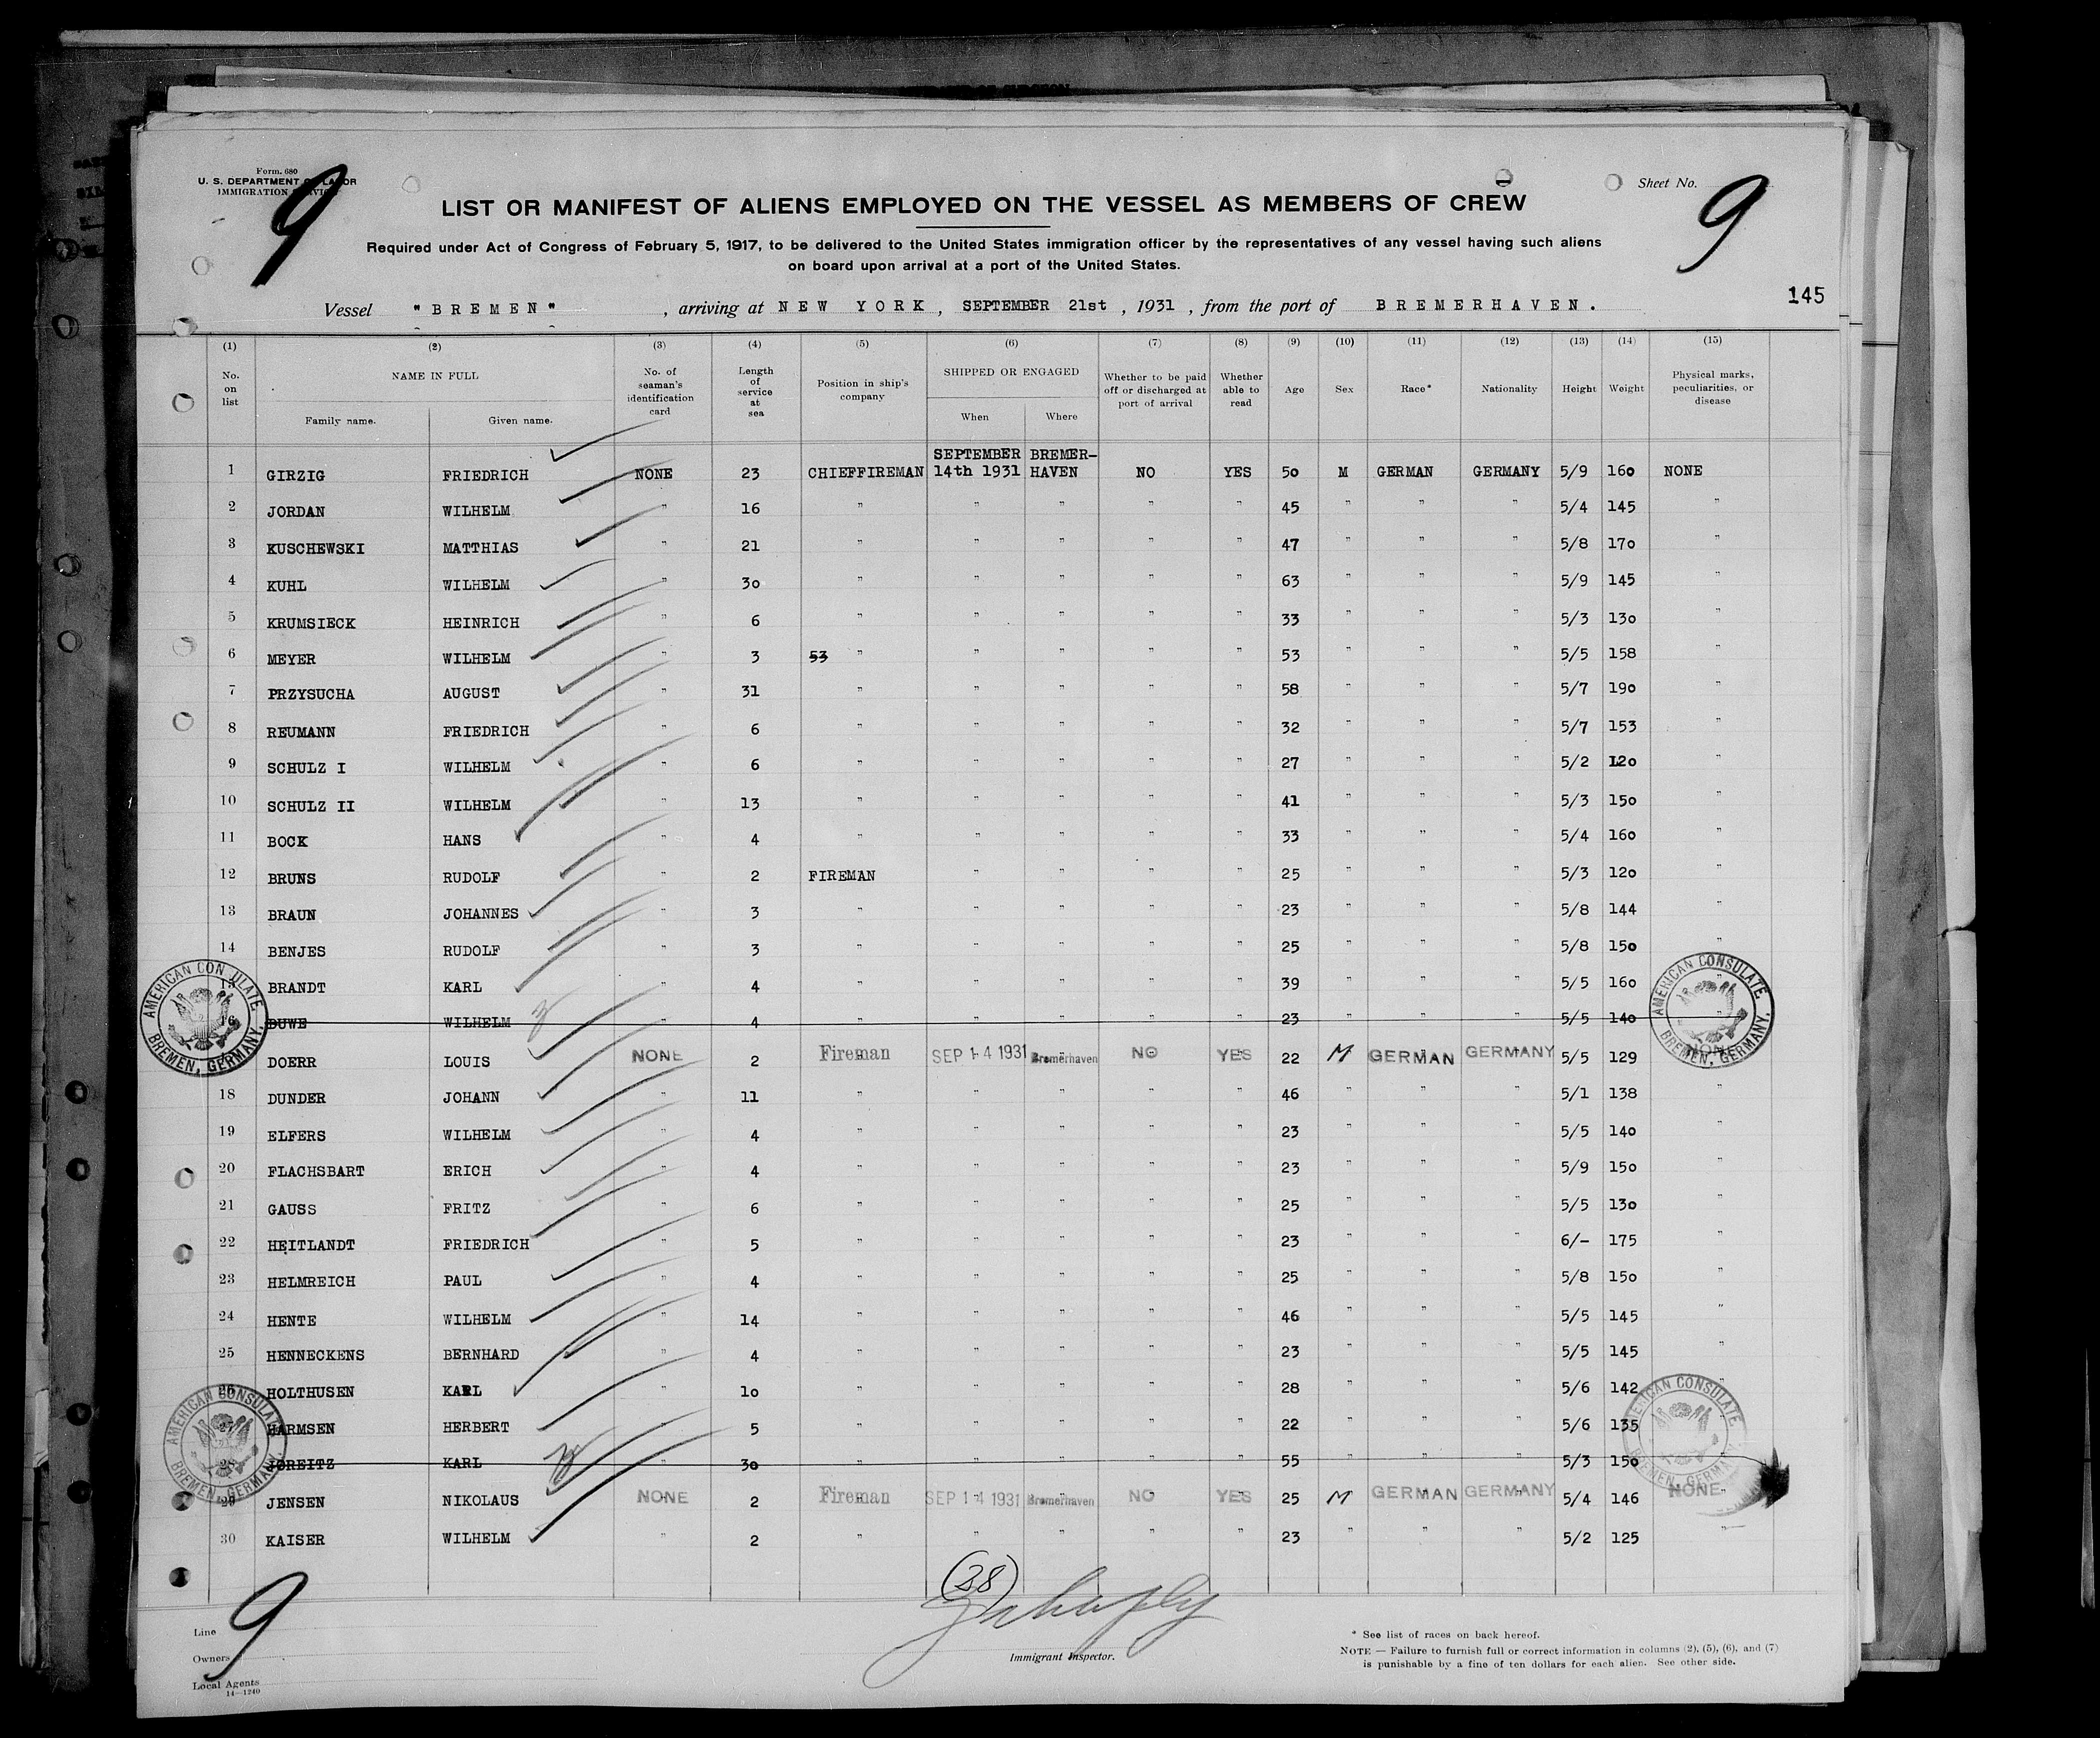 Form. 680
U. S. DEPARTMENT OF LABOR
IMMIGRATION SERVICE
9
Sheet No. 9
LIST OR MANIFEST OF ALIENS EMPLOYED ON THE VESSEL AS MEMBERS OF CREW
Required under Act of Congress of February 5, 1917, to be delivered to the United States immigration officer by the representatives of any vessel having such aliens
on board upon arrival at a port of the United States.
145
Vessel "BREMEN" , arriving at NEW YORK, SEPTEMBER 21st , 1931 , from the port of BREMERHAVEN.
(1) (2) (3) (4) (5) (6) (7) (8) (9) (10) (11) (12) (13) (14) (15)
No. on list NAME IN FULL Family name. Given name. No. of seaman's identification card Length of service at sea Position in ship's company SHIPPED OR ENGAGED When Where Whether to be paid off or discharged at port of arrival Whether able to read Age Sex Race* Nationality Height Weight Physical marks, peculiarities, or disease
1 GIRZIG FRIEDRICH NONE 23 CHIEFFIREMAN SEPTEMBER 14th 1931 BREMER-HAVEN NO YES 50 M GERMAN GERMANY 5/9 160 NONE
2 JORDAN WILHELM " 16 " " " " " 45 " " " 5/4 145 "
3 KUSCHEWSKI MATTHIAS " 21 " " " " " 47 " " " 5/8 170 "
4 KUHL WILHELM " 30 " " " " " 63 " " " 5/9 145 "
5 KRUMSIECK HEINRICH " 6 " " " " " 33 " " " 5/3 130 "
6 MEYER WILHELM " 3 53 " " " " " 53 " " " 5/5 158 "
7 PRZYSUCHA AUGUST " 31 " " " " " 58 " " " 5/7 190 "
8 REUMANN FRIEDRICH " 6 " " " " " 32 " " " 5/7 153 "
9 SCHULZ I WILHELM " 6 " " " " " 27 " " " 5/2 120 "
10 SCHULZ II WILHELM " 13 " " " " " 41 " " " 5/3 150 "
11 BOCK HANS " 4 " " " " " 33 " " " 5/4 160 "
12 BRUNS RUDOLF " 2 FIREMAN " " " " 25 " " " 5/3 120 "
13 BRAUN JOHANNES " 3 " " " " " 23 " " " 5/8 144 "
14 BENJES RUDOLF " 3 " " " " " 25 " " " 5/8 150 "
15 BRANDT KARL " 4 " " " " " 39 " " " 5/5 160 "
16 DUWE WILHELM " 4 " " " " " 23 " " " 5/5 140 "
DOERR LOUIS NONE 2 Fireman SEP 14 1931 Bremerhaven NO YES 22 M GERMAN GERMANY 5/5 129 NONE
18 DUNDER JOHANN " 11 " " " " " 46 " " " 5/1 138 "
19 ELFERS WILHELM " 4 " " " " " 23 " " " 5/5 140 "
20 FLACHSBART ERICH " 4 " " " " " 23 " " " 5/9 150 "
21 GAUSS FRITZ " 6 " " " " " 25 " " " 5/5 130 "
22 HEITLANDT FRIEDRICH " 5 " " " " " 23 " " " 6/- 175 "
23 HELMREICH PAUL " 4 " " " " " 25 " " " 5/8 150 "
24 HENTE WILHELM " 14 " " " " " 46 " " " 5/5 145 "
25 HENNECKENS BERNHARD " 4 " " " " " 23 " " " 5/5 145 "
26 HOLTHUSEN KARL " 10 " " " " " 28 " " " 5/6 142 "
27 HARMSEN HERBERT " 5 " " " " " 22 " " " 5/6 135 "
28 JOREITZ KARL " 30 " " " " " 55 " " " 5/3 150
29 JENSEN NIKOLAUS NONE 2 Fireman SEP 14 1931 Bremerhaven NO YES 25 M GERMAN GERMANY 5/4 146 NONE
30 KAISER WILHELM " 2 " " " " " 23 " " " 5/2 125 "
AMERICAN CONSULATE BREMEN, GERMANY.
AMERICAN CONSULATE BREMEN, GERMANY.
AMERICAN CONSULATE BREMEN, GERMANY.
AMERICAN CONSULATE BREMEN, GERMANY.
(28)
9
Line
Owners
Local Agents
14—1240
Immigrant Inspector.
* See list of races on back hereof.
NOTE — Failure to furnish full or correct information in columns (2), (5), (6), and (7)
is punishable by a fine of ten dollars for each alien. See other side.